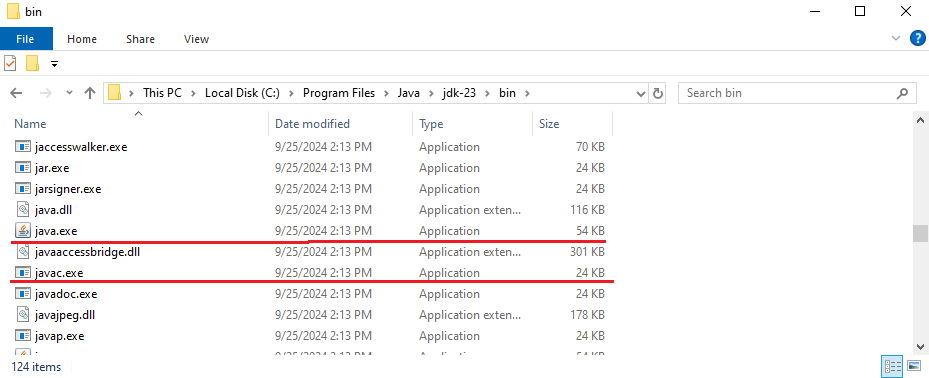 bin
File Home Share View
This PC Local Disk (C:) Program Files Java jdk-23 bin Search bin
Name Date modified Type Size
jaccesswalker.exe 9/25/2024 2:13 PM Application 70 KB
jar.exe 9/25/2024 2:13 PM Application 24 KB
jarsigner.exe 9/25/2024 2:13 PM Application 24 KB
java.dll 9/25/2024 2:13 PM Application exten... 116 KB
java.exe 9/25/2024 2:13 PM Application 54 KB
javaaccessbridge.dll 9/25/2024 2:13 PM Application exten... 301 KB
javac.exe 9/25/2024 2:13 PM Application 24 KB
javadoc.exe 9/25/2024 2:13 PM Application 24 KB
javajpeg.dll 9/25/2024 2:13 PM Application exten... 178 KB
javap.exe 9/25/2024 2:13 PM Application 24 KB
124 items